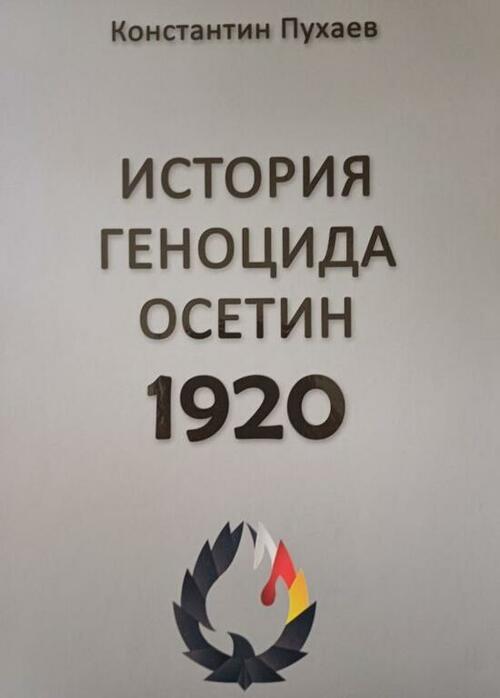 Константин Пухаев
ИСТОРИЯ
ГЕНОЦИДА
ОСЕТИН
1920